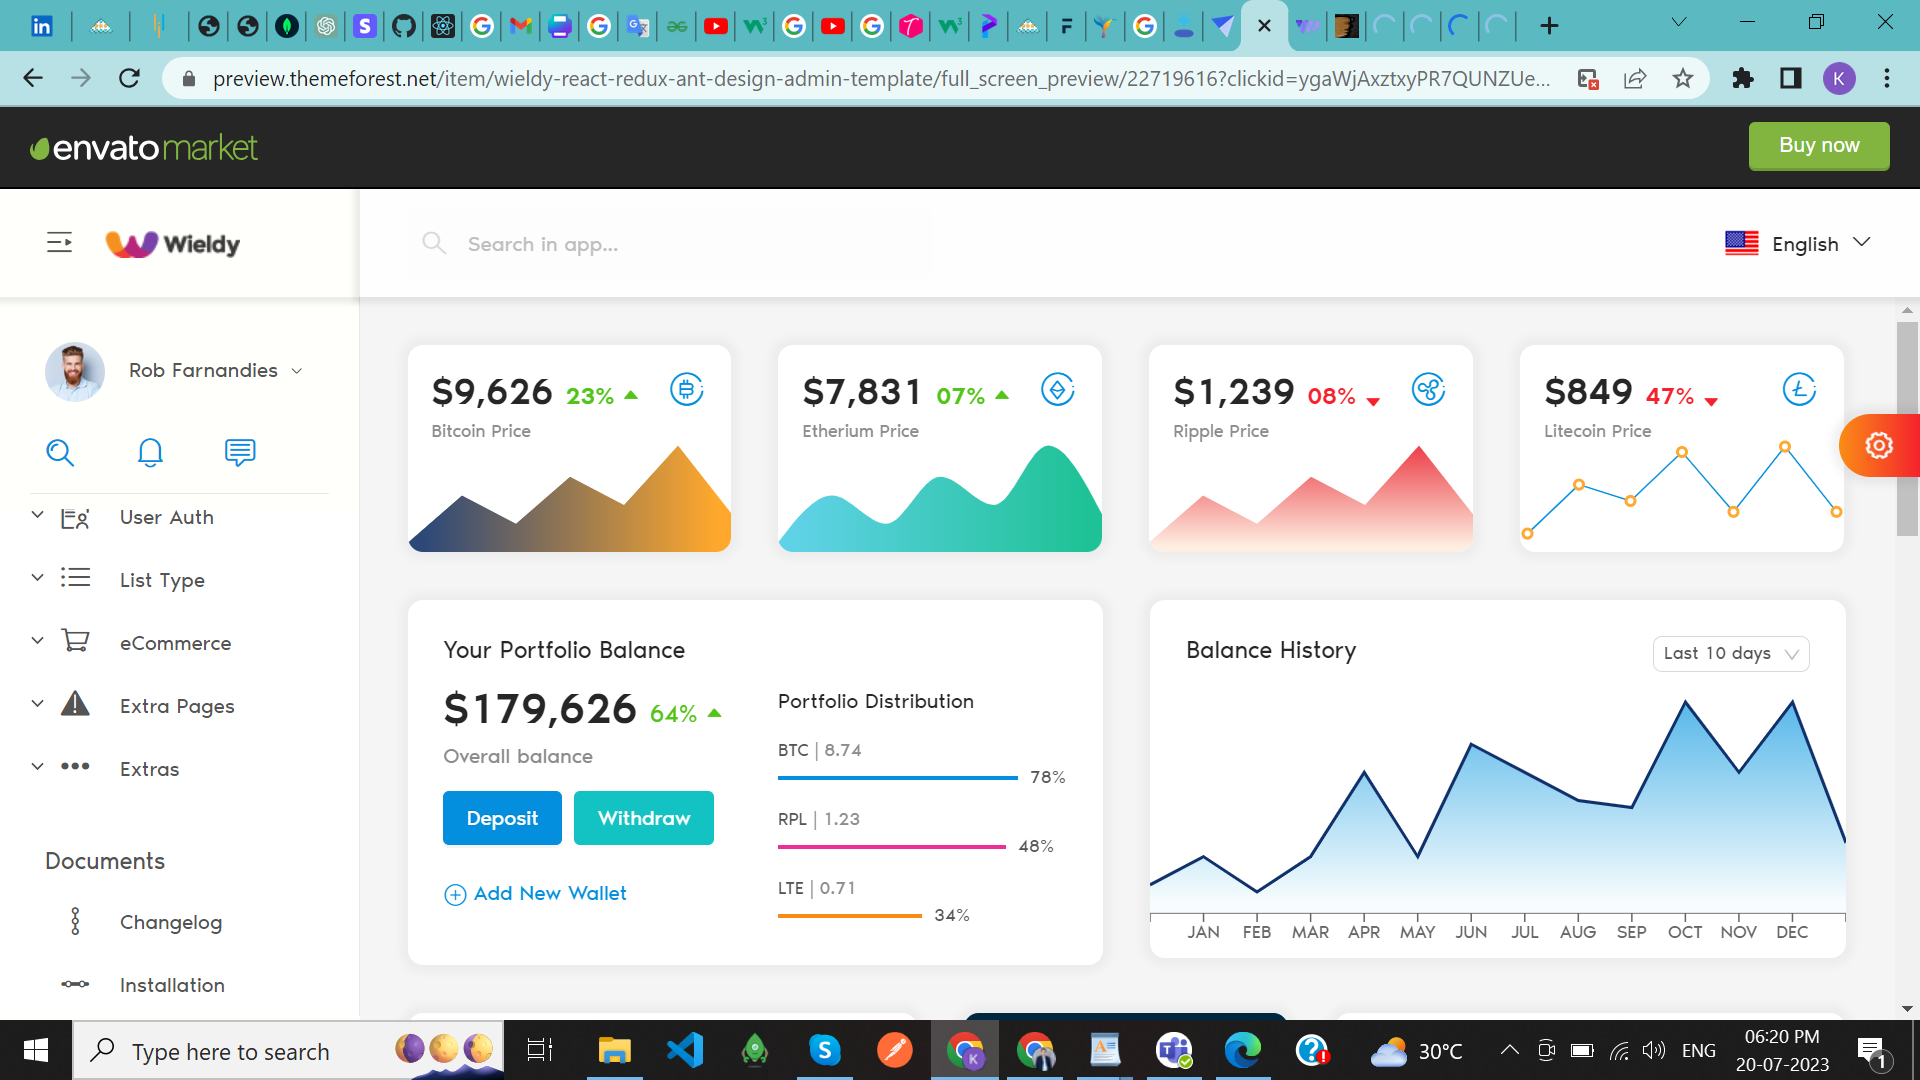 preview.themeforest.net/item/wieldy-react-redux-ant-design-admin-template/full_screen_preview/22719616?clickid=ygaWjAxztxyPR7QUNZUe...
K
envato market
Buy now
Wieldy
Search in app...
English
Rob Farnandies
User Auth
List Type
eCommerce
Extra Pages
Extras
Documents
Changelog
Installation
$9,626 23%
Bitcoin Price
$7,831 07%
Etherium Price
$1,239 08%
Ripple Price
$849 47%
Litecoin Price
Your Portfolio Balance
$179,626 64%
Overall balance
Deposit
Withdraw
Add New Wallet
Portfolio Distribution
BTC | 8.74
78%
RPL | 1.23
48%
LTE | 0.71
34%
Balance History
Last 10 days
JAN FEB MAR APR MAY JUN JUL AUG SEP OCT NOV DEC
Type here to search
30°C
ENG
06:20 PM
20-07-2023
1